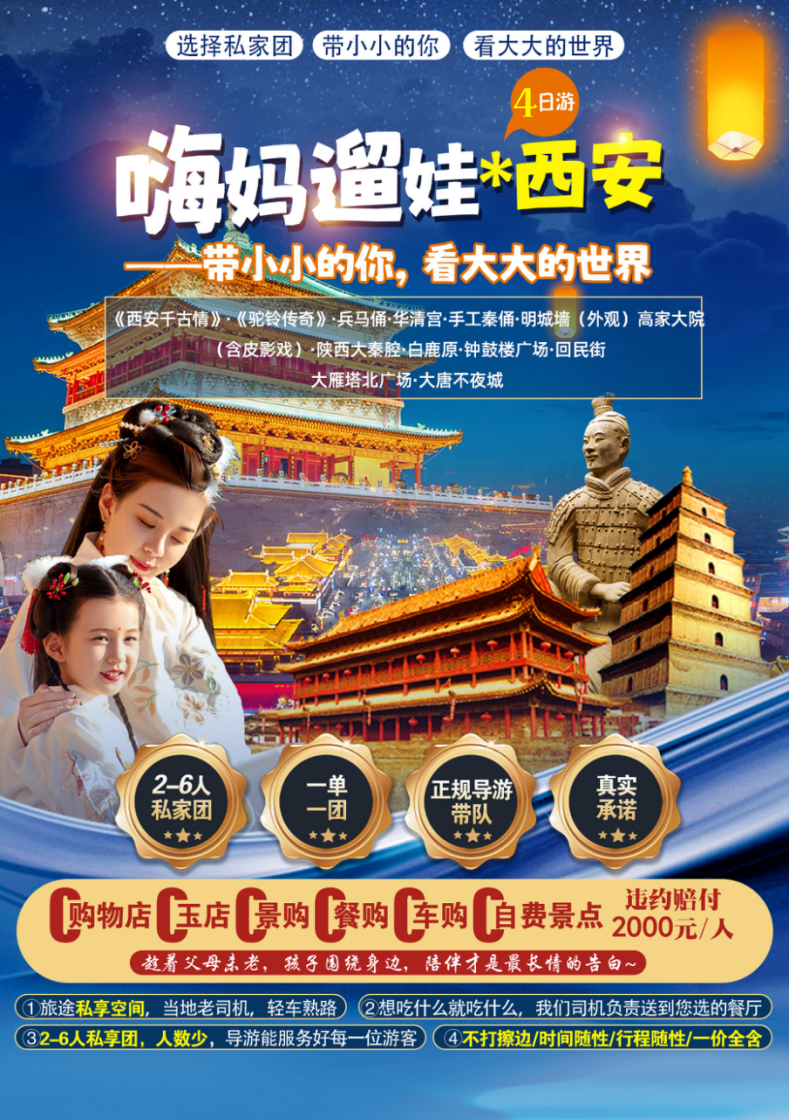 选择私家团 带小小的你 看大大的世界
4日游
嗨妈遛娃*西安
——带小小的你，看大大的世界
《西安千古情》·《驼铃传奇》·兵马俑·华清宫·手工秦俑·明城墙（外观）高家大院
（含皮影戏）·陕西大秦腔·白鹿原·钟鼓楼广场·回民街
大雁塔北广场·大唐不夜城
2-6人
私家团
一单
一团
正规导游
带队
真实
承诺
0购物店0玉店0景购0餐购0车购0自费景点
违约赔付
2000元/人
趁着父母未老，孩子围绕身边，陪伴才是最长情的告白~
①旅途私享空间，当地老司机，轻车熟路
②想吃什么就吃什么，我们司机负责送到您选的餐厅
③2-6人私享团，人数少，导游能服务好每一位游客
④不打擦边/时间随性/行程随性/一价全含